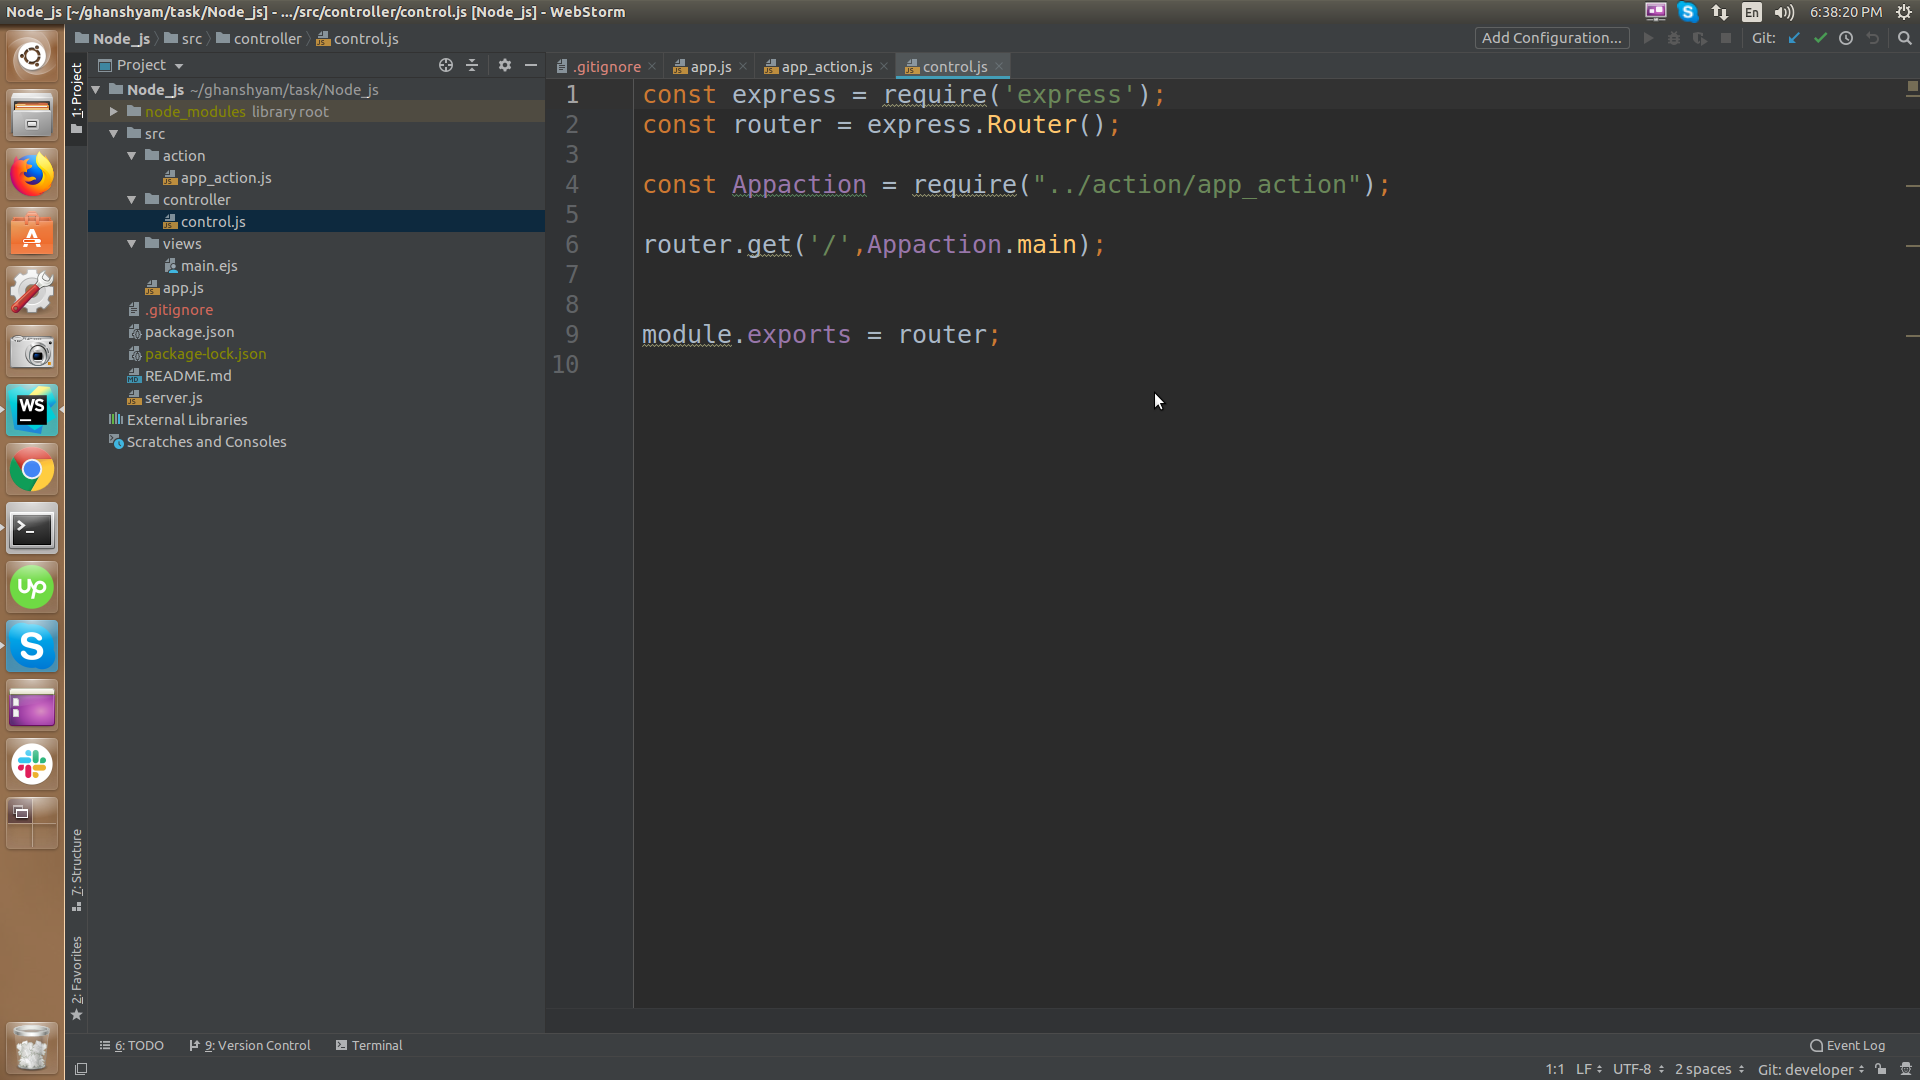 Node_js [~/ghanshyam/task/Node_js] - .../src/controller/control.js [Node_js] - WebStorm
En
6:38:20 PM
Node_js
src
controller
control.js
Add Configuration...
Git:
1: Project
Project
.gitignore
app.js
app_action.js
control.js
Node_js ~/ghanshyam/task/Node_js
node_modules library root
src
action
app_action.js
controller
control.js
views
main.ejs
app.js
.gitignore
package.json
package-lock.json
README.md
server.js
External Libraries
Scratches and Consoles
1 const express = require('express');
2 const router = express.Router();
3
4 const Appaction = require("../action/app_action");
5
6 router.get('/',Appaction.main);
7
8
9 module.exports = router;
10
WS
Up
S
7: Structure
2: Favorites
6: TODO
9: Version Control
Terminal
Event Log
1:1 LF UTF-8 2 spaces Git: developer